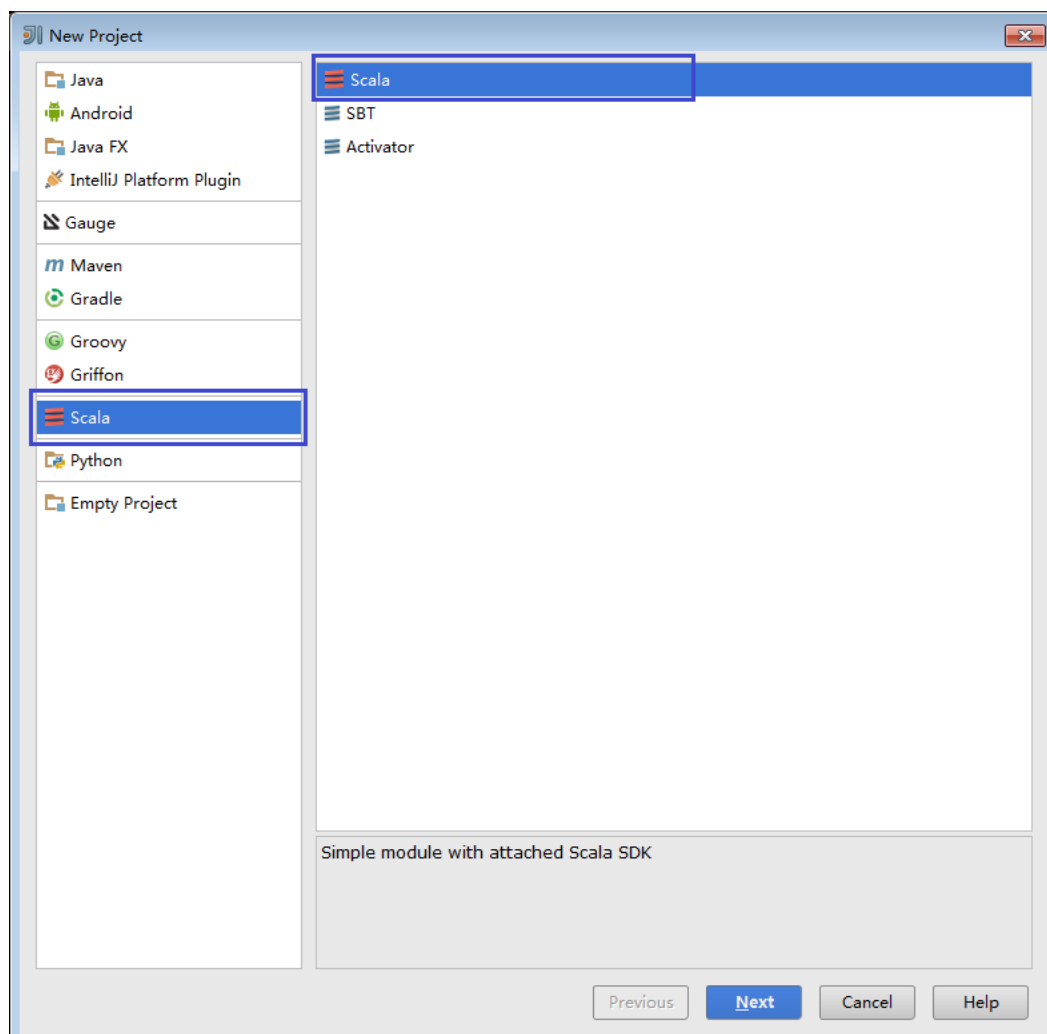 New Project
Java
Android
Java FX
IntelliJ Platform Plugin
Gauge
Maven
Gradle
Groovy
Griffon
Scala
Python
Empty Project
Scala
SBT
Activator
Simple module with attached Scala SDK
Previous
Next
Cancel
Help